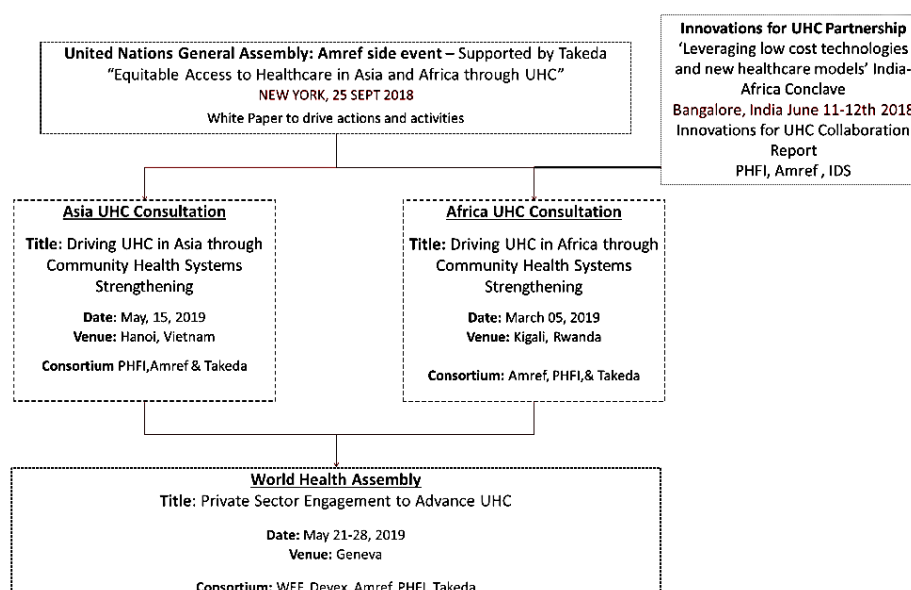 United Nations General Assembly: Amref side event – Supported by Takeda
“Equitable Access to Healthcare in Asia and Africa through UHC”
NEW YORK, 25 SEPT 2018
White Paper to drive actions and activities
Innovations for UHC Partnership
‘Leveraging low cost technologies
and new healthcare models’ India-
Africa Conclave
Bangalore, India June 11-12th 2018
Innovations for UHC Collaboration
Report
PHFI, Amref , IDS
Asia UHC Consultation
Title: Driving UHC in Asia through
Community Health Systems
Strengthening
Date: May, 15, 2019
Venue: Hanoi, Vietnam
Consortium PHFI,Amref & Takeda
Africa UHC Consultation
Title: Driving UHC in Africa through
Community Health Systems
Strengthening
Date: March 05, 2019
Venue: Kigali, Rwanda
Consortium: Amref, PHFI,& Takeda
World Health Assembly
Title: Private Sector Engagement to Advance UHC
Date: May 21-28, 2019
Venue: Geneva
Consortium: WEF, Devex, Amref, PHFI, Takeda